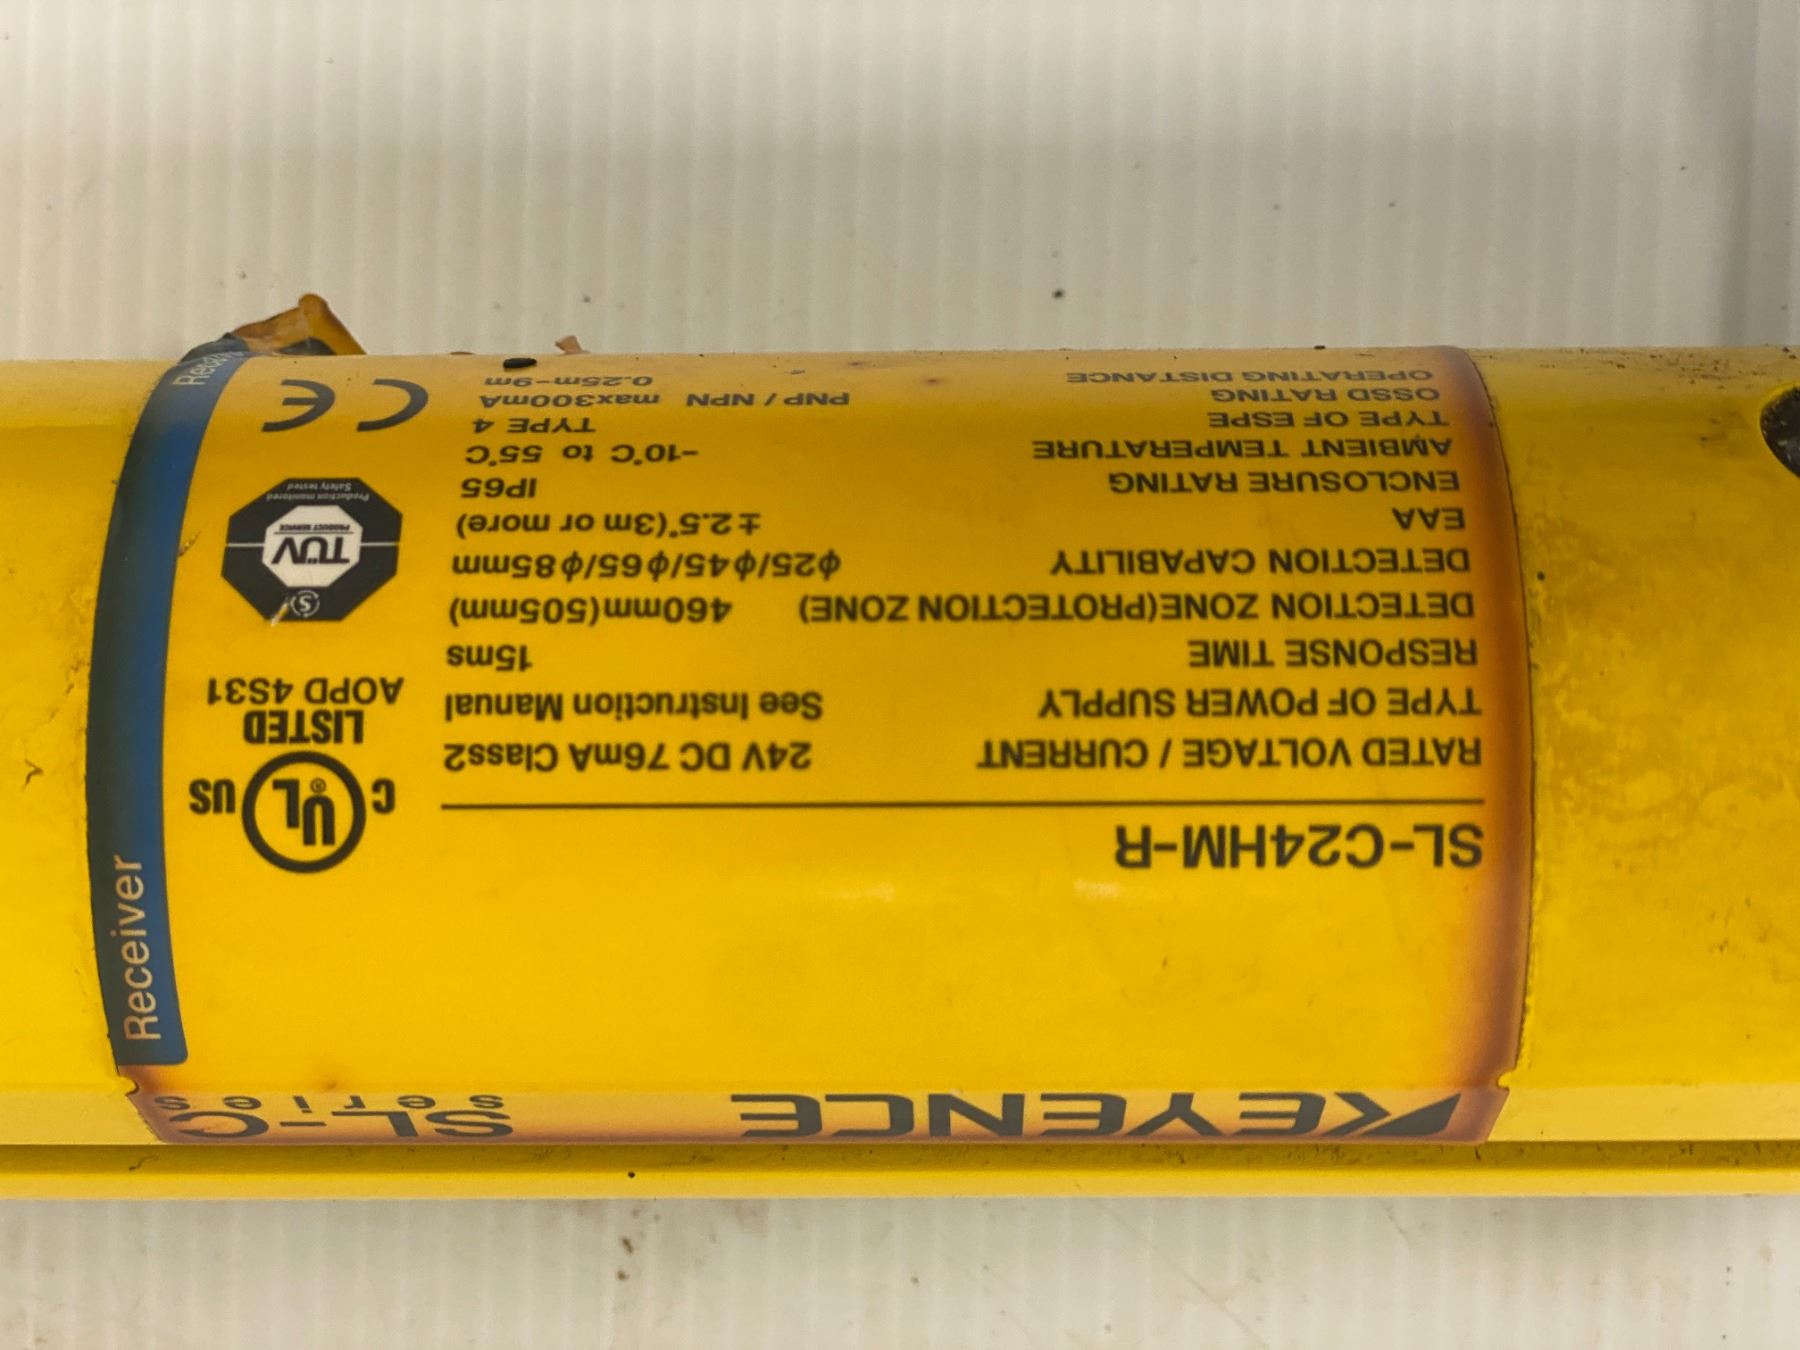 KEYENCE SL-C
Series
SL-C24HM-R
RATED VOLTAGE / CURRENT 24V DC 76mA Class2
TYPE OF POWER SUPPLY See Instruction Manual
RESPONSE TIME 15ms
DETECTION ZONE(PROTECTION ZONE) 460mm(505mm)
DETECTION CAPABILITY φ25/φ45/φ65/φ85mm
EAA ±2.5°(3m or more)
ENCLOSURE RATING IP65
AMBIENT TEMPERATURE -10°C to 55°C
TYPE OF ESPE TYPE 4
OSSD RATING PNP / NPN max300mA
OPERATING DISTANCE 0.25m-9m
C UL® US
LISTED
AOPD 4S31
S
TÜV
PRODUCT SERVICE
Production monitored
Safety tested
CE
Receiver